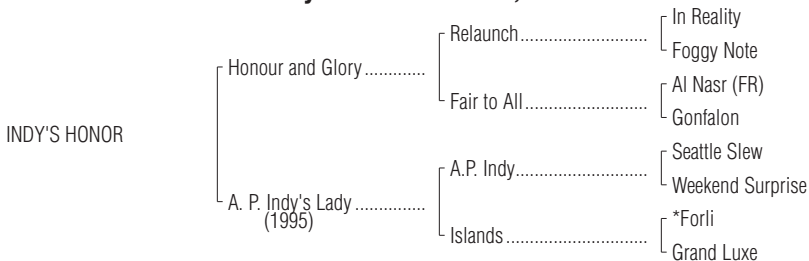 In Reality
Relaunch..............................
Foggy Note
Honour and Glory .............
Al Nasr (FR)
Fair to All.............................
Gonfalon
INDY'S HONOR
Seattle Slew
A.P. Indy...............................
Weekend Surprise
A. P. Indy's Lady ...............
(1995)
*Forli
Islands .................................
Grand Luxe